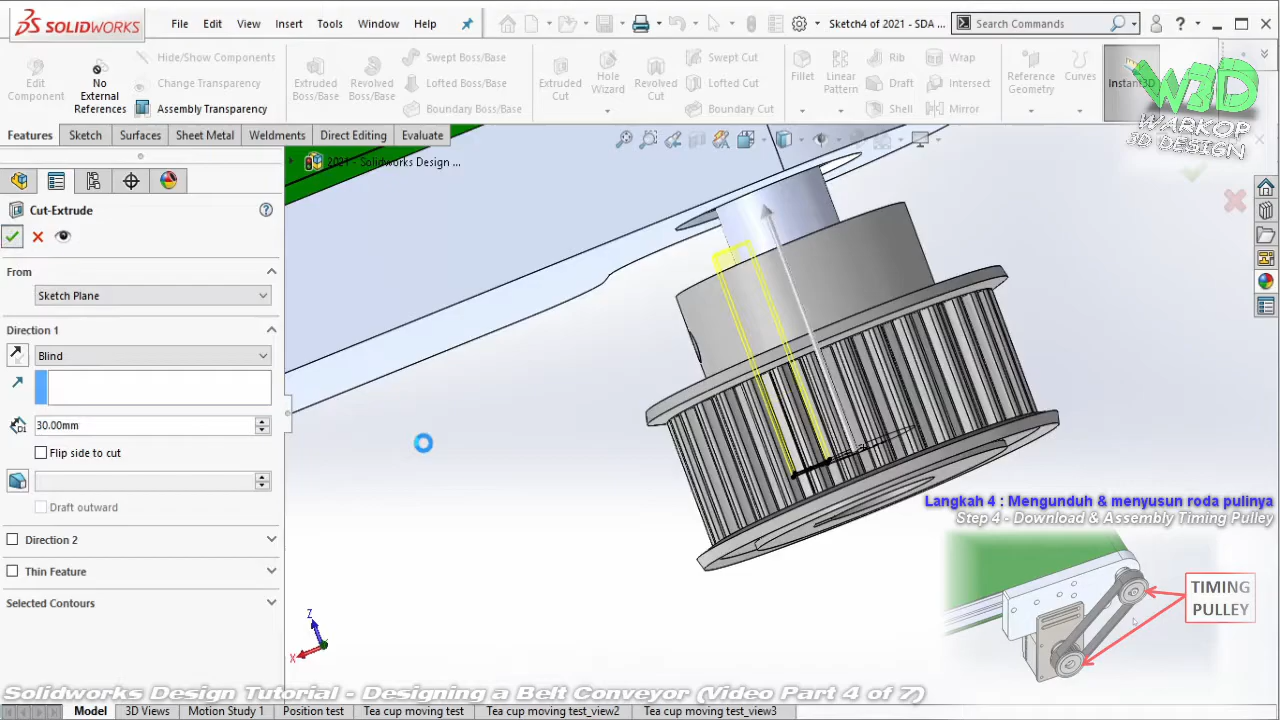 SOLIDWORKS
File Edit View Insert Tools Window Help
Sketch4 of 2021 - SDA ...
Search Commands
Edit Component
No External References
Hide/Show Components
Change Transparency
Assembly Transparency
Extruded Boss/Base
Revolved Boss/Base
Swept Boss/Base
Lofted Boss/Base
Boundary Boss/Base
Extruded Cut
Hole Wizard
Revolved Cut
Swept Cut
Lofted Cut
Boundary Cut
Fillet
Linear Pattern
Rib
Draft
Shell
Wrap
Intersect
Mirror
Reference Geometry
Curves
Instant3D
W3D
WARKOP
3D DESIGN
Features Sketch Surfaces Sheet Metal Weldments Direct Editing Evaluate
2021 - Solidworks Design ...
Cut-Extrude
From
Sketch Plane
Direction 1
Blind
30.00mm
Flip side to cut
Draft outward
Direction 2
Thin Feature
Selected Contours
Z
X
Langkah 4 : Mengunduh & menyusun roda pulinya
Step 4 - Download & Assembly Timing Pulley
TIMING
PULLEY
Solidworks Design Tutorial - Designing a Belt Conveyor (Video Part 4 of 7)
Model 3D Views Motion Study 1 Position test Tea cup moving test Tea cup moving test_view2 Tea cup moving test_view3